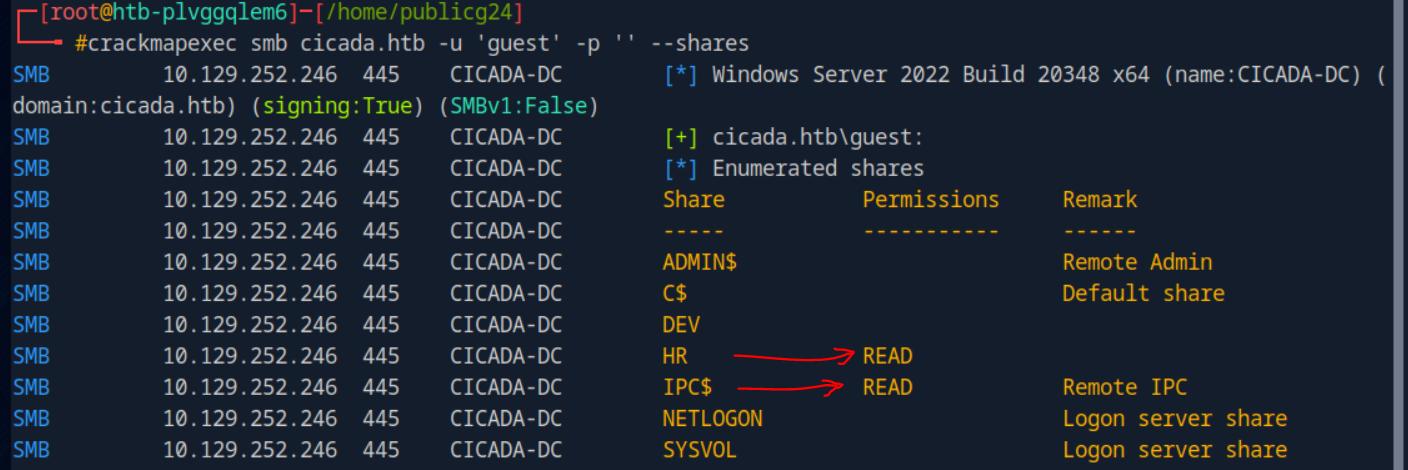 [root@htb-plvggqlem6]-[/home/publicg24]
#crackmapexec smb cicada.htb -u 'guest' -p '' --shares
SMB 10.129.252.246 445 CICADA-DC [*] Windows Server 2022 Build 20348 x64 (name:CICADA-DC) (
domain:cicada.htb) (signing:True) (SMBv1:False)
SMB 10.129.252.246 445 CICADA-DC [+] cicada.htb\guest:
SMB 10.129.252.246 445 CICADA-DC [*] Enumerated shares
SMB 10.129.252.246 445 CICADA-DC Share Permissions Remark
SMB 10.129.252.246 445 CICADA-DC ----- ----------- ------
SMB 10.129.252.246 445 CICADA-DC ADMIN$ Remote Admin
SMB 10.129.252.246 445 CICADA-DC C$ Default share
SMB 10.129.252.246 445 CICADA-DC DEV
SMB 10.129.252.246 445 CICADA-DC HR READ
SMB 10.129.252.246 445 CICADA-DC IPC$ READ Remote IPC
SMB 10.129.252.246 445 CICADA-DC NETLOGON Logon server share
SMB 10.129.252.246 445 CICADA-DC SYSVOL Logon server share